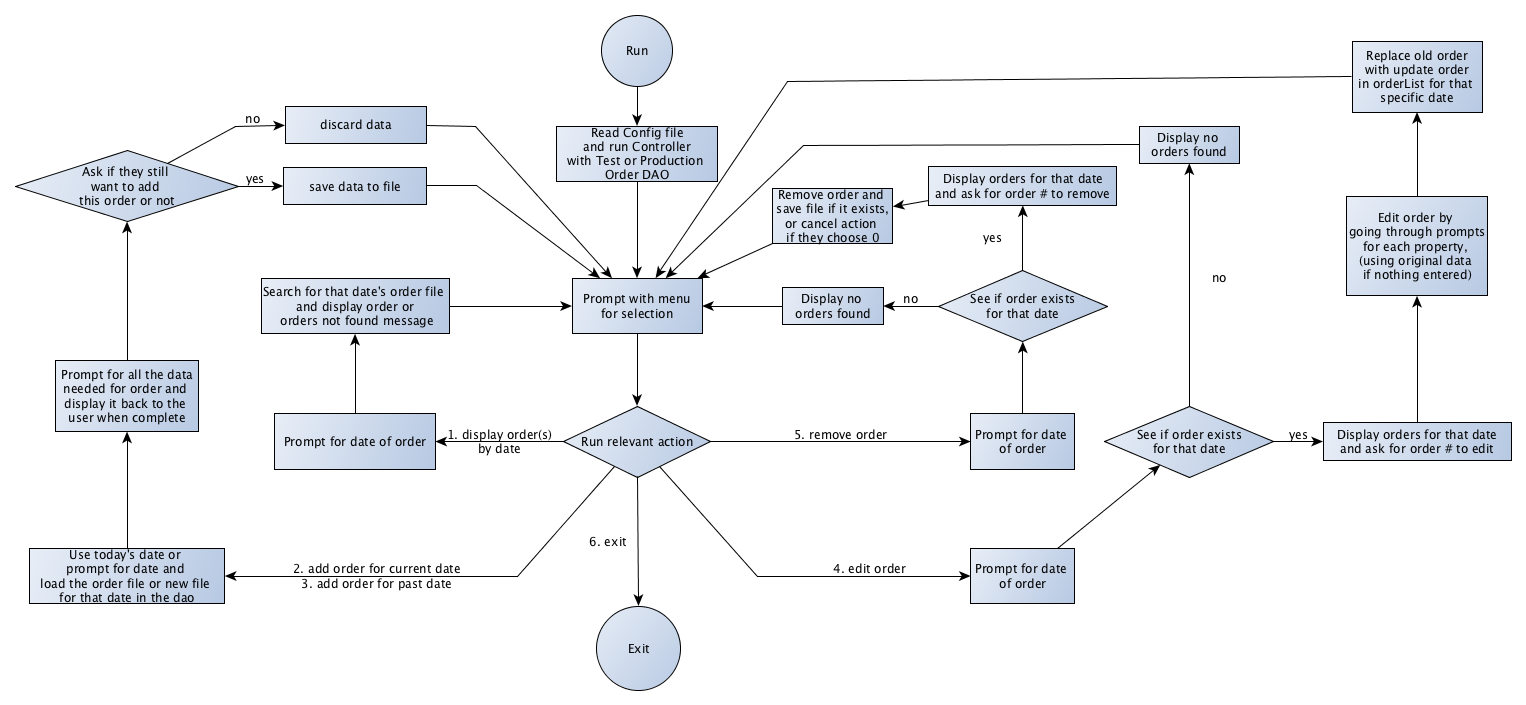 Run
Replace old order
with update order
in orderList for that
specific date
no
discard data
Read Config file
and run Controller
with Test or Production
Order DAO
Display no
orders found
Ask if they still
want to add
this order or not
yes
save data to file
Display orders for that date
and ask for order # to remove
Remove order and
save file if it exists,
or cancel action
if they choose 0
yes
Edit order by
going through prompts
for each property,
(using original data
if nothing entered)
no
Search for that date's order file
and display order or
orders not found message
Prompt with menu
for selection
Display no
orders found
no
See if order exists
for that date
Prompt for all the data
needed for order and
display it back to the
user when complete
Prompt for date of order
1. display order(s)
by date
Run relevant action
5. remove order
Prompt for date
of order
See if order exists
for that date
yes
Display orders for that date
and ask for order # to edit
6. exit
Use today's date or
prompt for date and
load the order file or new file
for that date in the dao
2. add order for current date
3. add order for past date
4. edit order
Prompt for date
of order
Exit